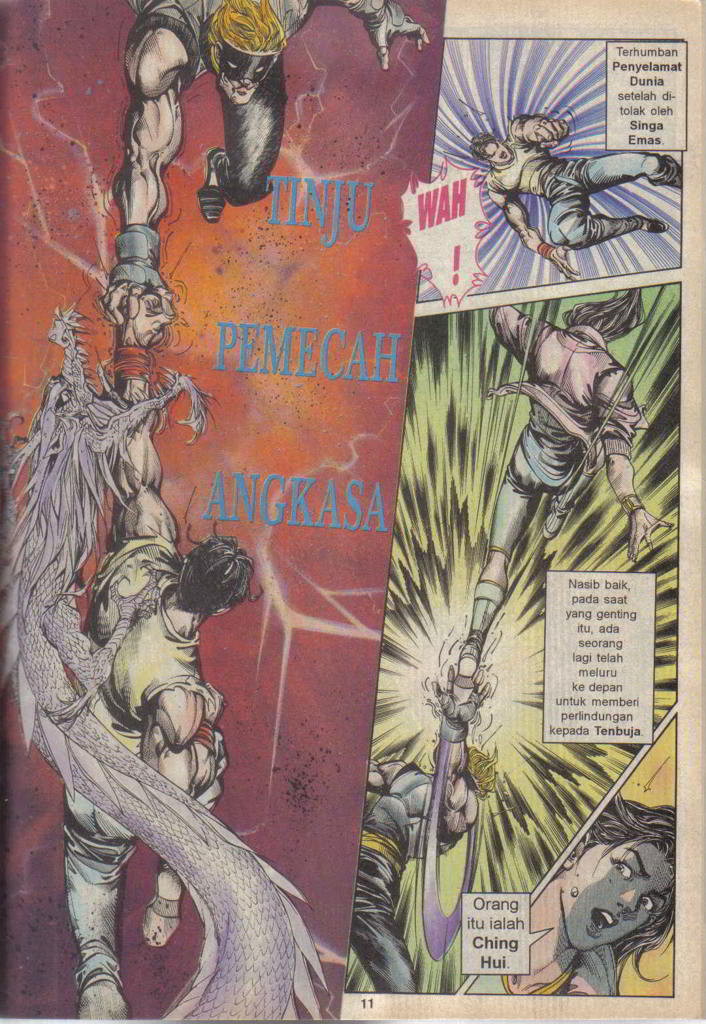 TINJU
PEMECAH
ANGKASA
Terhumban
Penyelamat
Dunia
setelah di-
tolak oleh
Singa
Emas.
WAH
!
Nasib baik,
pada saat
yang genting
itu, ada
seorang
lagi telah
meluru
ke depan
untuk memberi
perlindungan
kepada Tenbuja.
Orang
itu ialah
Ching
Hui.
11